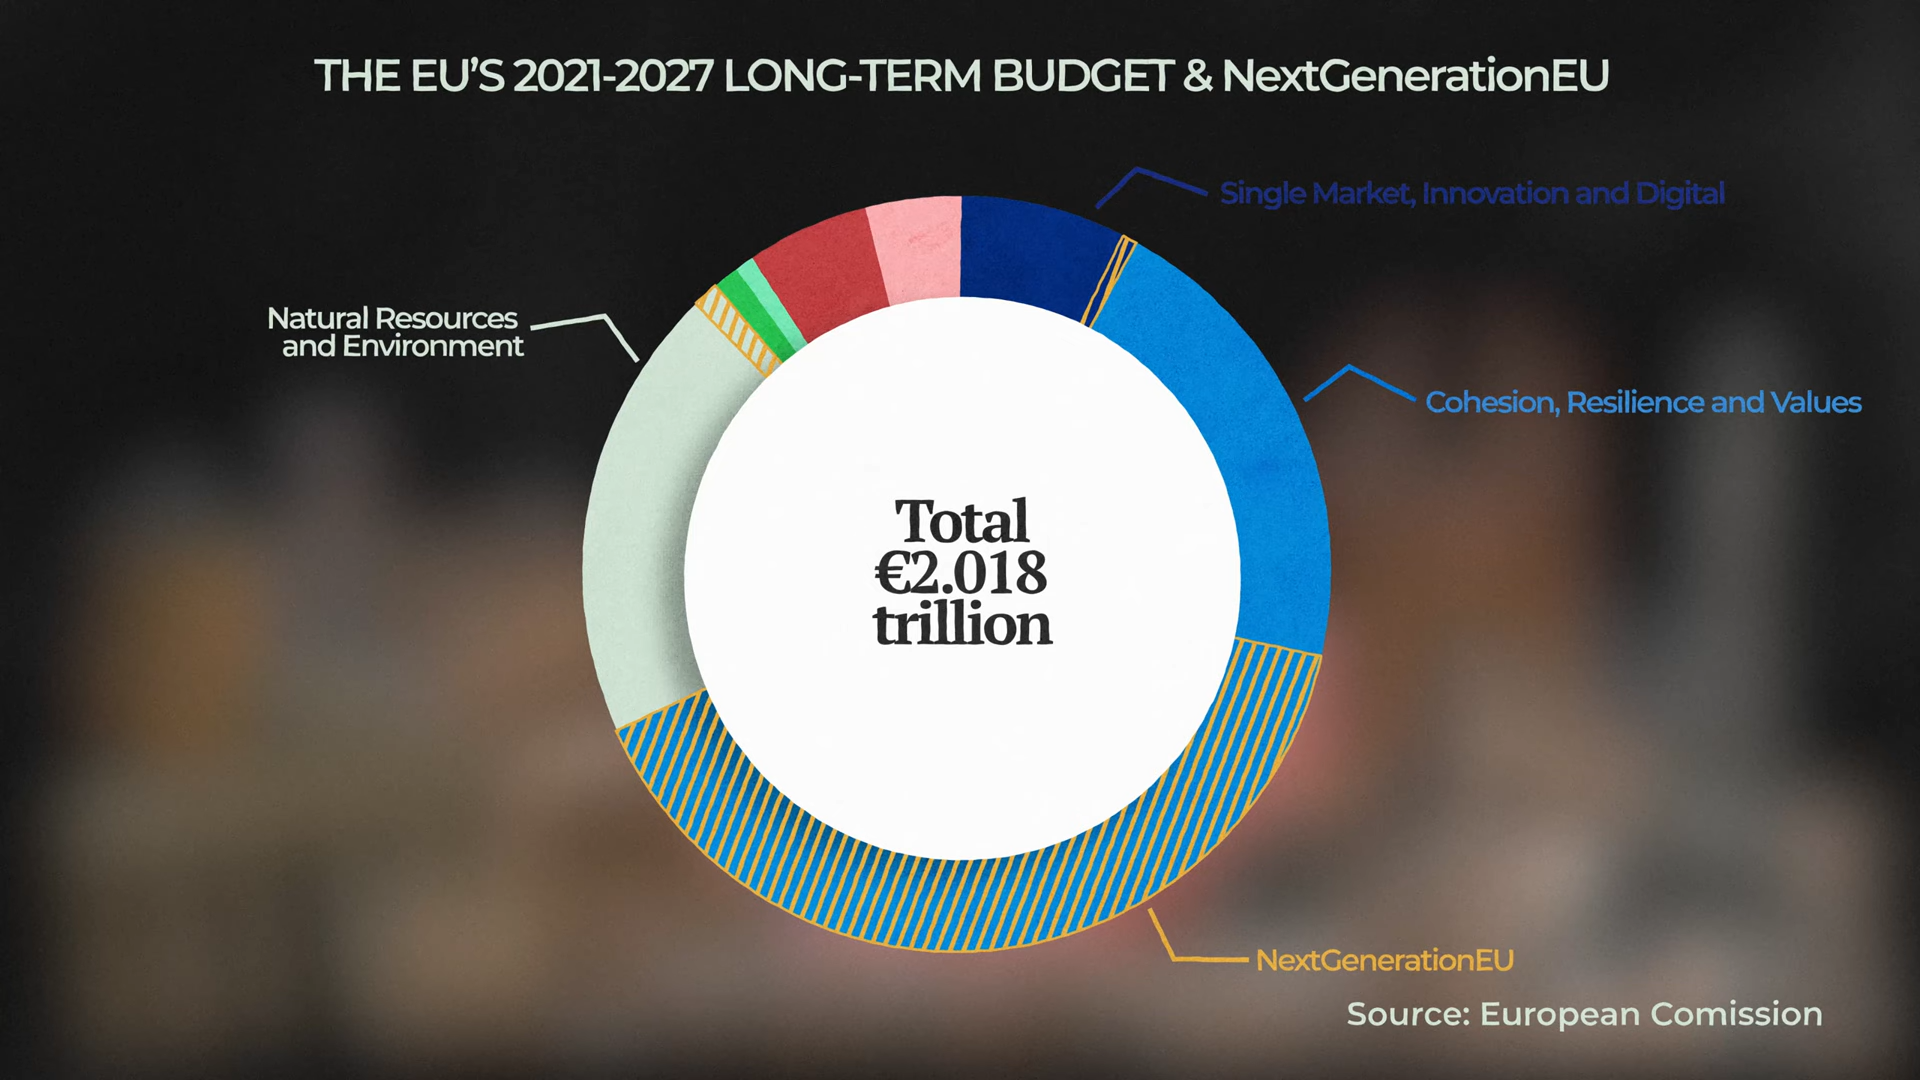 THE EU'S 2021-2027 LONG-TERM BUDGET & NextGenerationEU
Single Market, Innovation and Digital
Natural Resources
and Environment
Cohesion, Resilience and Values
Total
€2.018
trillion
NextGenerationEU
Source: European Comission